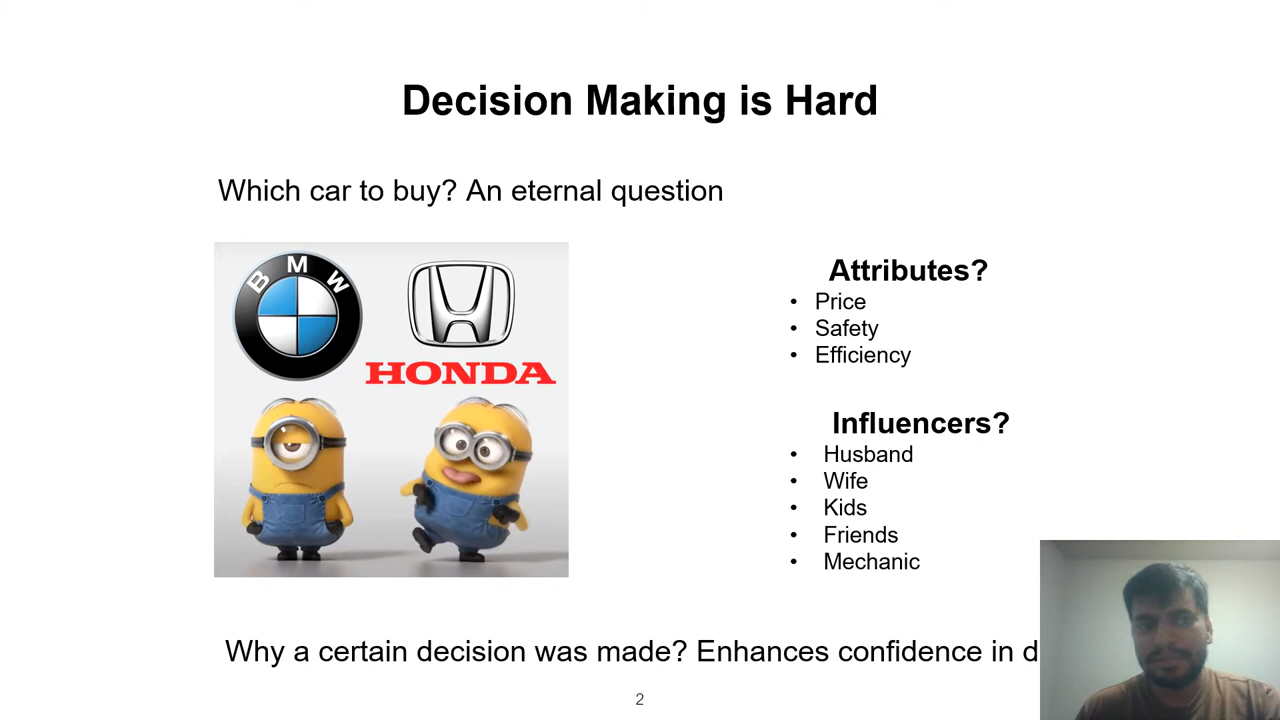 Decision Making is Hard
Which car to buy? An eternal question
BMW
HONDA
Attributes?
• Price
• Safety
• Efficiency
Influencers?
• Husband
• Wife
• Kids
• Friends
• Mechanic
Why a certain decision was made? Enhances confidence in d
2